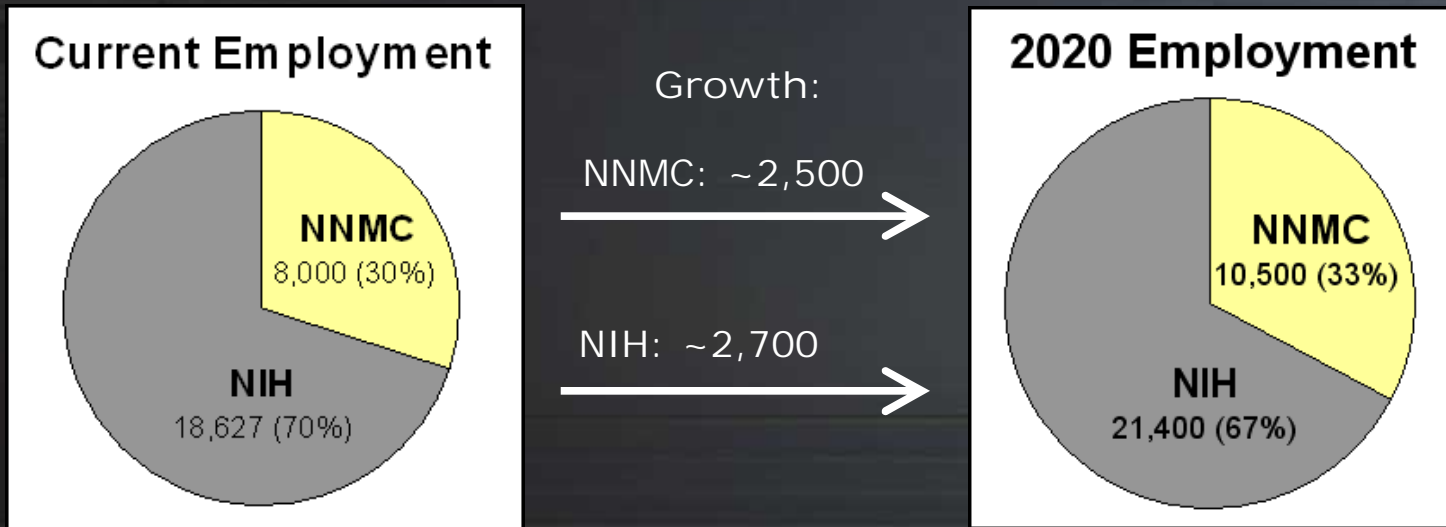 Current Employment
NNMC
8,000 (30%)
NIH
18,627 (70%)
Growth:
NNMC: ~2,500
NIH: ~2,700
2020 Employment
NNMC
10,500 (33%)
NIH
21,400 (67%)